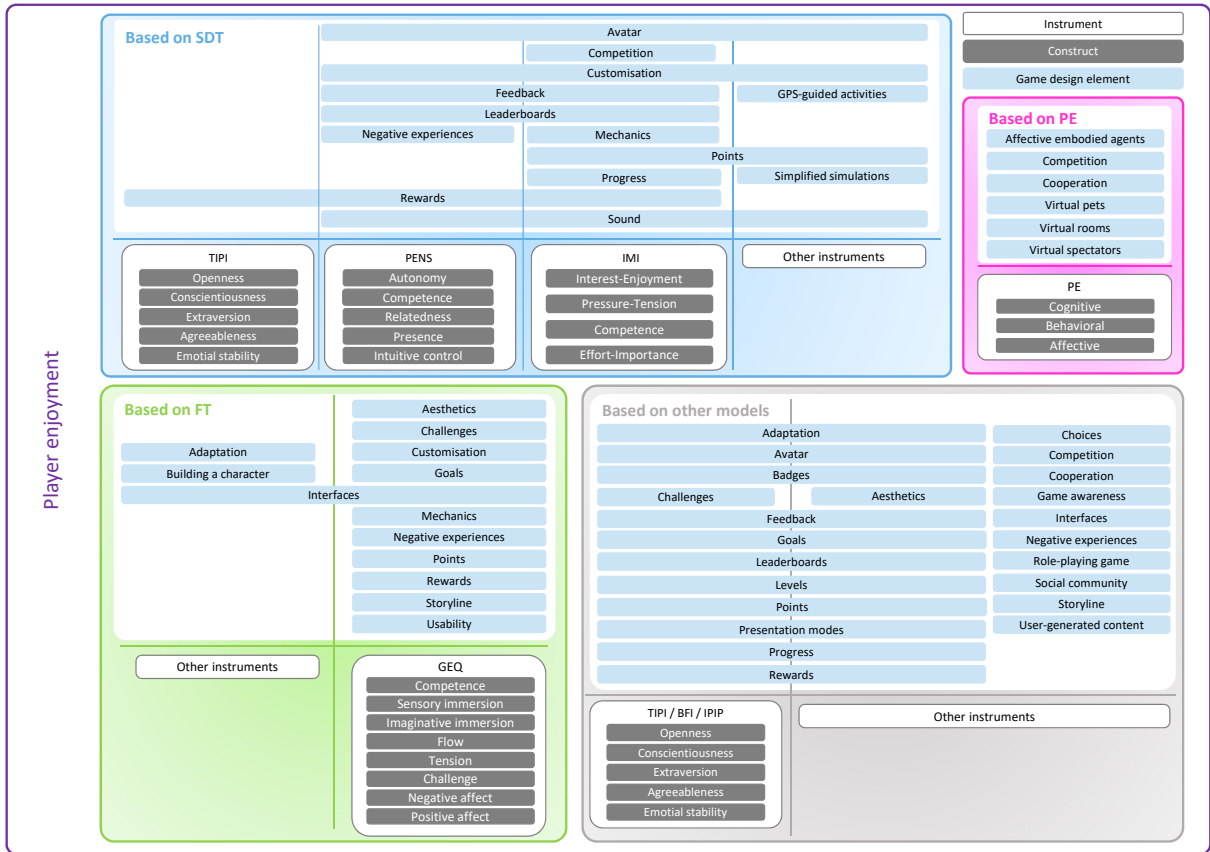 Player enjoyment
Based on SDT
Avatar
Competition
Customisation
Feedback
GPS-guided activities
Leaderboards
Negative experiences
Mechanics
Points
Progress
Simplified simulations
Rewards
Sound
TIPI
Openness
Conscientiousness
Extraversion
Agreeableness
Emotial stability
PENS
Autonomy
Competence
Relatedness
Presence
Intuitive control
IMI
Interest-Enjoyment
Pressure-Tension
Competence
Effort-Importance
Other instruments
Instrument
Construct
Game design element
Based on PE
Affective embodied agents
Competition
Cooperation
Virtual pets
Virtual rooms
Virtual spectators
PE
Cognitive
Behavioral
Affective
Based on FT
Aesthetics
Challenges
Adaptation
Customisation
Building a character
Goals
Interfaces
Mechanics
Negative experiences
Points
Rewards
Storyline
Usability
Other instruments
GEQ
Competence
Sensory immersion
Imaginative immersion
Flow
Tension
Challenge
Negative affect
Positive affect
Based on other models
Adaptation
Avatar
Badges
Challenges
Aesthetics
Feedback
Goals
Leaderboards
Levels
Points
Presentation modes
Progress
Rewards
Choices
Competition
Cooperation
Game awareness
Interfaces
Negative experiences
Role-playing game
Social community
Storyline
User-generated content
TIPI / BFI / IPIP
Openness
Conscientiousness
Extraversion
Agreeableness
Emotial stability
Other instruments